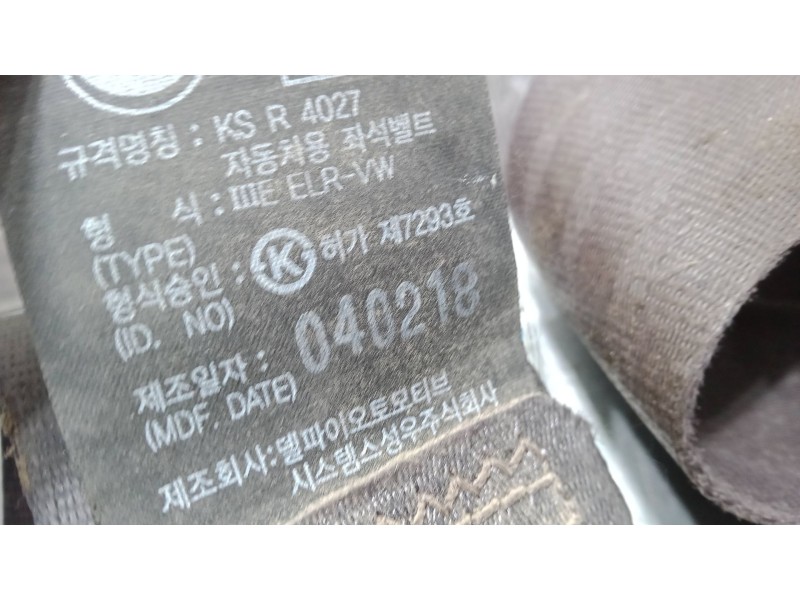 규격명칭 : KS R 4027
자동차용 좌석벨트
형 식 : ⅢE ELR-VW
(TYPE)
형식승인 : Ⓚ 허가 제7293호
(ID. NO)
제조일자 : 040218
(MDF. DATE)
제조회사:델파이오토모티브
시스템스성우주식회사